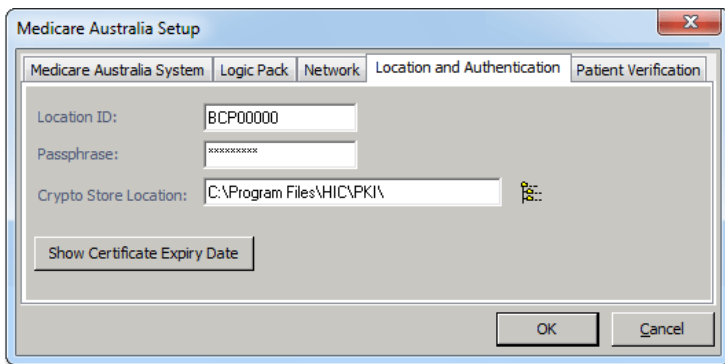 Medicare Australia Setup
Medicare Australia System Logic Pack Network Location and Authentication Patient Verification
Location ID: BCP00000
Passphrase: *********
Crypto Store Location: C:\Program Files\HIC\PKI\
Show Certificate Expiry Date
OK Cancel